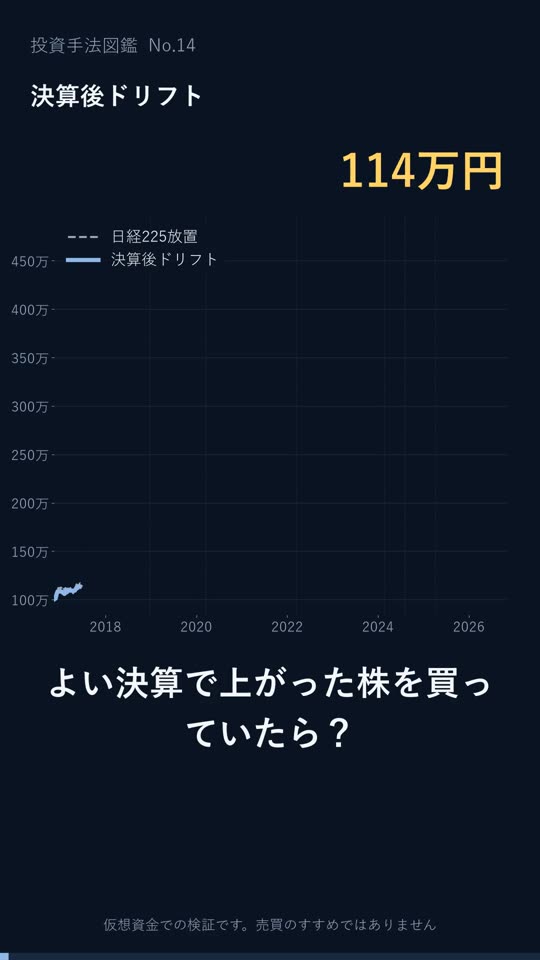 投資手法図鑑 No.14
決算後ドリフト
114万円
日経225放置
決算後ドリフト
450万
400万
350万
300万
250万
200万
150万
100万
2018 2020 2022 2024 2026
よい決算で上がった株を買っ
ていたら？
仮想資金での検証です。売買のすすめではありません